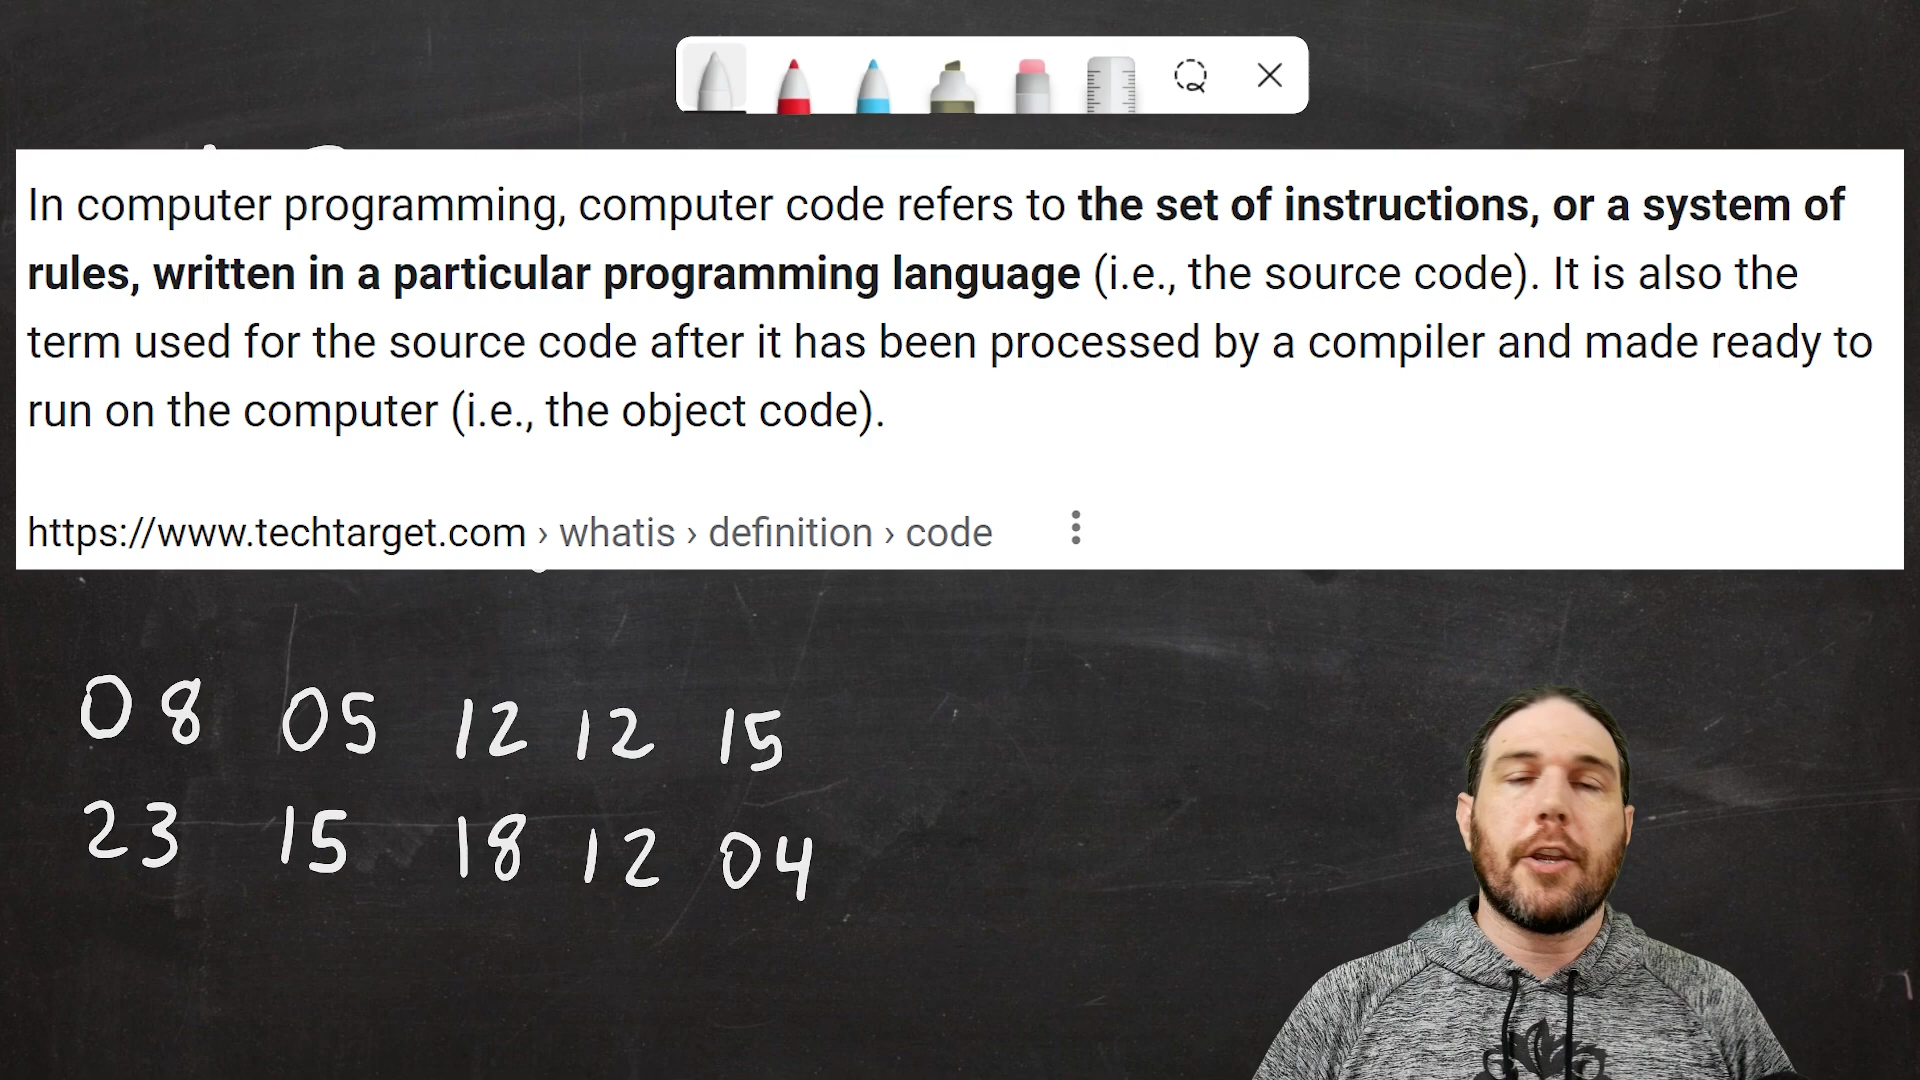 In computer programming, computer code refers to the set of instructions, or a system of
rules, written in a particular programming language (i.e., the source code). It is also the
term used for the source code after it has been processed by a compiler and made ready to
run on the computer (i.e., the object code).
https://www.techtarget.com › whatis › definition › code
08 05 12 12 15
23 15 18 12 04